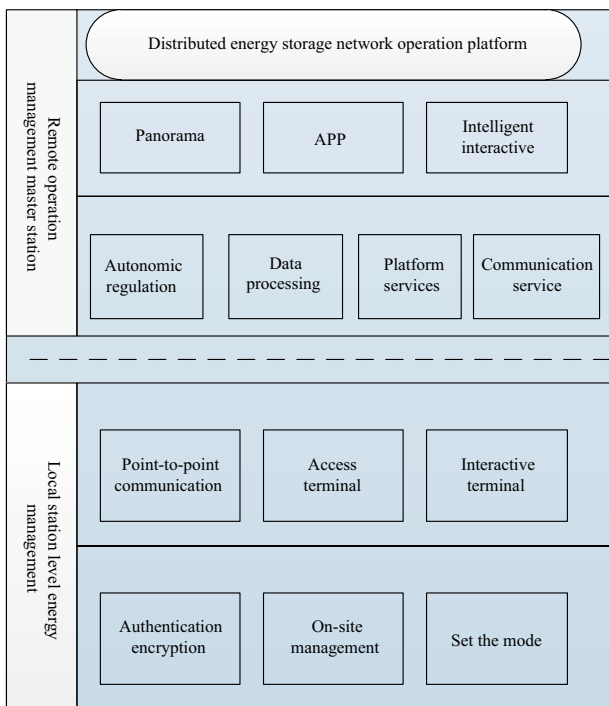 Distributed energy storage network operation platform
Remote operation
management master station
Panorama
APP
Intelligent
interactive
Autonomic
regulation
Data
processing
Platform
services
Communication
service
Local station level energy
management
Point-to-point
communication
Access
terminal
Interactive
terminal
Authentication
encryption
On-site
management
Set the mode